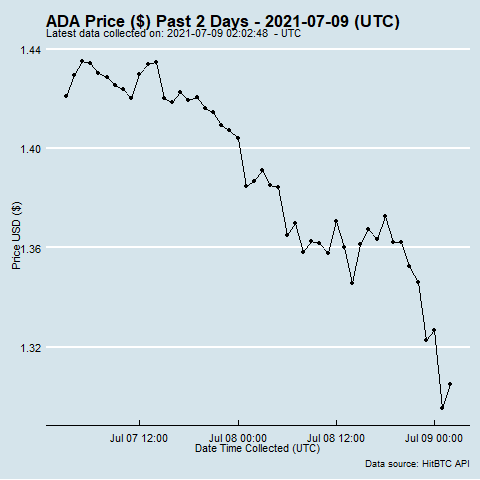 ADA Price ($) Past 2 Days - 2021-07-09 (UTC)
Latest data collected on: 2021-07-09 02:02:48  - UTC
1.44
1.40
1.36
1.32
Price USD ($)
Jul 07 12:00
Jul 08 00:00
Jul 08 12:00
Jul 09 00:00
Date Time Collected (UTC)
Data source: HitBTC API